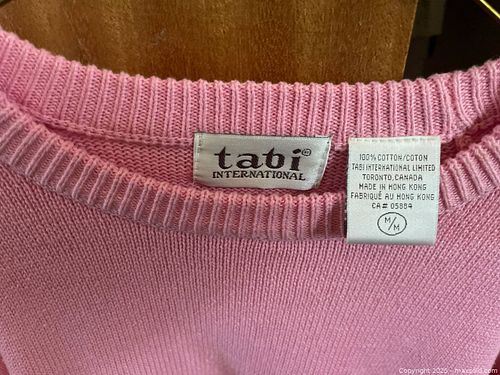 tabi®
INTERNATIONAL
100% COTTON/COTON
TABI INTERNATIONAL LIMITED
TORONTO, CANADA
MADE IN HONG KONG
FABRIQUÉ AU HONG KONG
CA# 05884
M/M
Copyright 2025 - maxsold.com